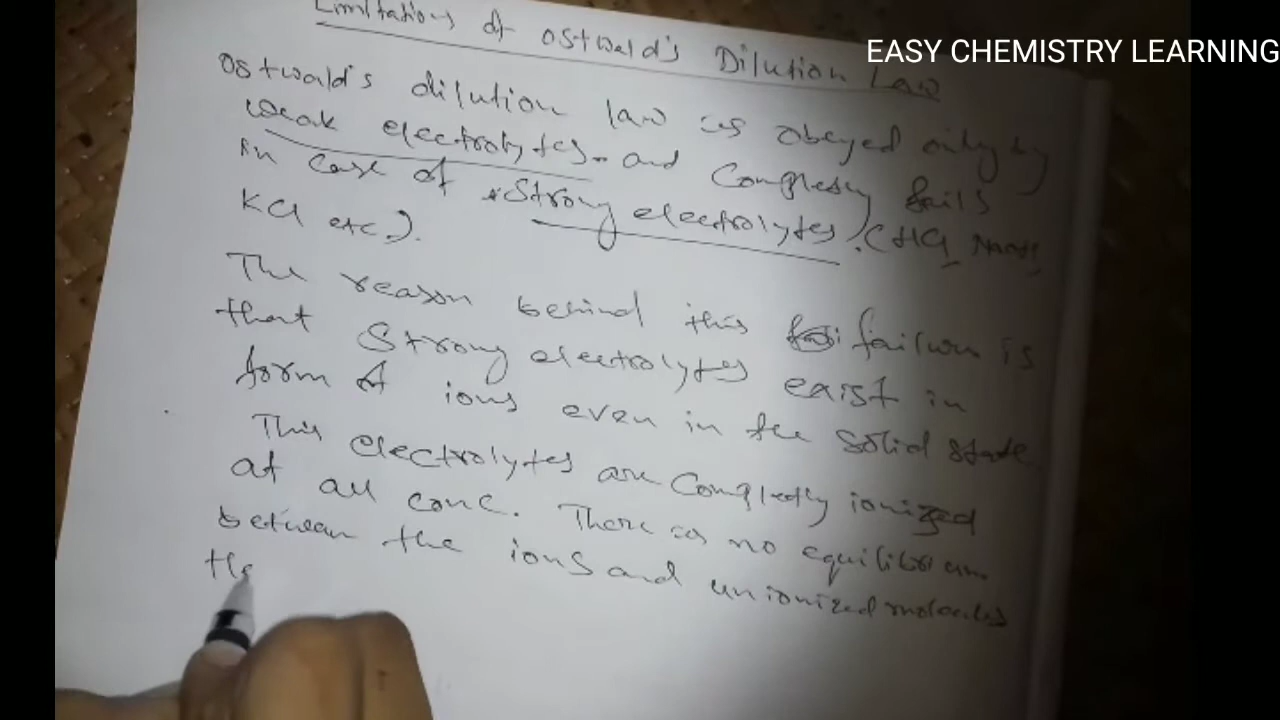 Limitations of Ostwald's Dilution Law
EASY CHEMISTRY LEARNING
Ostwald's dilution law is obeyed only by
weak electrolytes. and Completely fails
in case of Strong electrolytes. (HCl, NaOH,
KCl etc.).
The reason behind this failure is
that Strong electrolytes exist in
form of ions even in the solid state
This electrolytes are Completly ionized
at all conc. There is no equilibrium
between the ions and unionized molecules
the